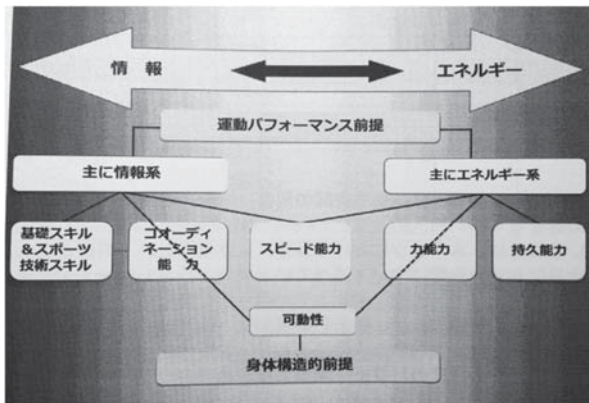 情 報
エネルギー
運動パフォーマンス前提
主に情報系
主にエネルギー系
基礎スキル
&スポーツ
技術スキル
コオーディ
ネーション
能 力
スピード能力
力能力
持久能力
可動性
身体構造的前提